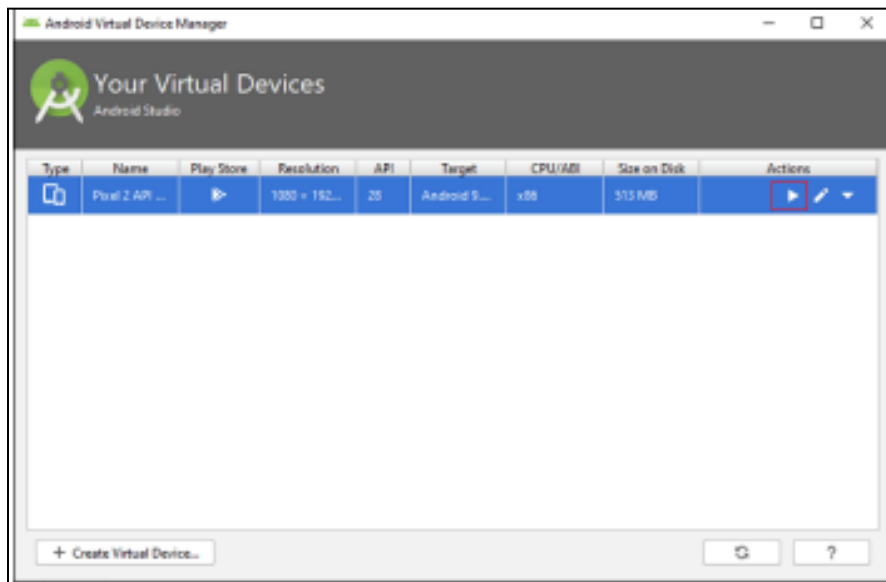 Android Virtual Device Manager
Your Virtual Devices
Android Studio
Type Name Play Store Resolution API Target CPU/ABI Size on Disk Actions
Pixel 2 API ... 1080 × 192... 28 Android 9.... x86 513 MB
+ Create Virtual Device...
?